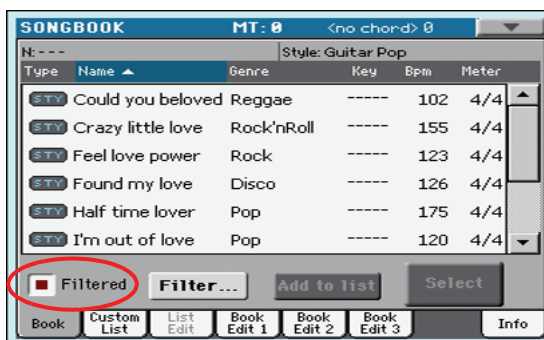 SONGBOOK MT: 0 <no chord> 0
N: --- Style: Guitar Pop
Type Name Genre Key Bpm Meter
STY Could you beloved Reggae ----- 102 4/4
STY Crazy little love Rock'nRoll ----- 155 4/4
STY Feel love power Rock ----- 123 4/4
STY Found my love Disco ----- 126 4/4
STY Half time lover Pop ----- 175 4/4
STY I'm out of love Pop ----- 120 4/4
Filtered Filter... Add to list Select
Book Custom List List Edit Book Edit 1 Book Edit 2 Book Edit 3 Info